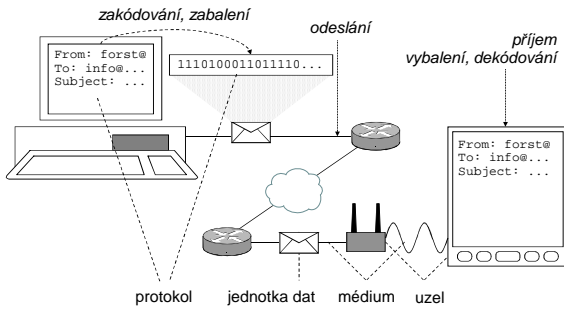 zakódování, zabalení
odeslání
příjem
vybalení, dekódování
From: forst@
To: info@...
Subject: ...
1110100011011110...
From: forst@
To: info@...
Subject: ...
protokol
jednotka dat
médium
uzel